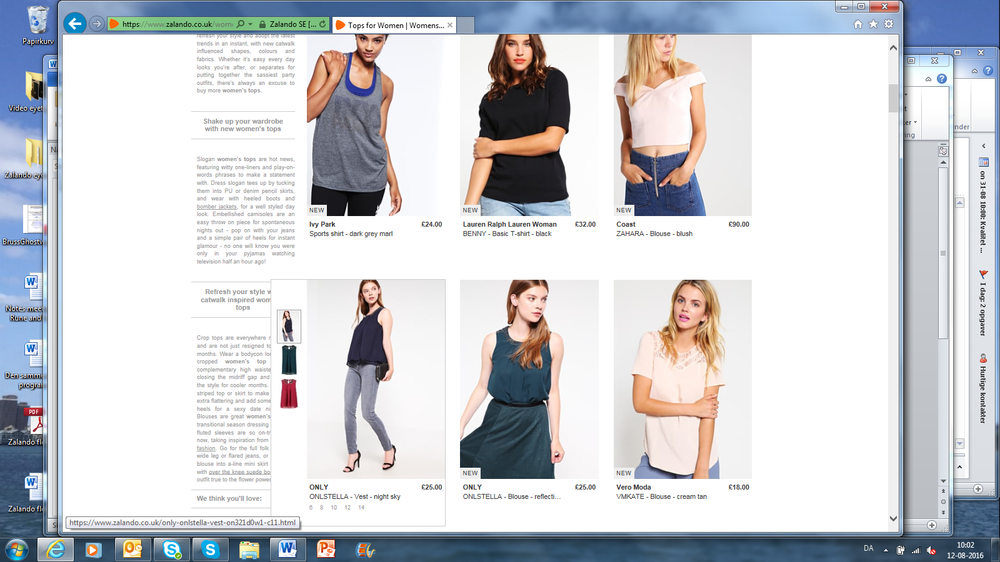 Papirkurv
Video eyet
Zalando eye
BrussGhostw
Notes meet
Rune and
Den samme
progra
PDF
Zalando fl
Zalando fl
https://www.zalando.co.uk/wom
Zalando SE [...
Tops for Women | Womens...
refresh your style and adopt the latest
trends in an instant, with new catwalk
influenced shapes, colours and
fabrics. Whether it's easy every day
looks you're after, or separates for
putting together the sassiest party
outfits, there's always an excuse to
buy more women's tops.
Shake up your wardrobe
with new women's tops
Slogan women's tops are hot news,
featuring witty one-liners and play-on-
words phrases to make a statement
with. Dress slogan tees up by tucking
them into PU or denim pencil skirts,
and wear with heeled boots and
bomber jackets, for a well styled day
look. Embellished camisoles are an
easy throw on piece for spontaneous
nights out - pop on with your jeans
and a simple pair of heels for instant
glamour - no one will know you were
only in your pyjamas watching
television half an hour ago!
Refresh your style w
catwalk inspired wom
tops
Crop tops are everywhere
and are not just resigned to
months. Wear a bodycon lon
cropped women's top
complementary high waiste
closing the midriff gap and
the style for cooler months.
striped top or skirt to make
extra flattering and add some
heels for a sexy date ni
Blouses are great women's
transitional season dressing
fluted sleeves are so on-tr
now, taking inspiration from
fashion. Go for the full folk
wide leg or flared jeans, or
blouse into a-line mini skirt
with over the knee suede bo
outfit true to the flower power
We think you'll love:
NEW
Ivy Park £24.00
Sports shirt - dark grey marl
NEW
Lauren Ralph Lauren Woman £32.00
BENNY - Basic T-shirt - black
NEW
Coast £90.00
ZAHARA - Blouse - blush
ONLY £25.00
ONLSTELLA - Vest - night sky
6 8 10 12 14
NEW
ONLY £25.00
ONLSTELLA - Blouse - reflecti...
NEW
Vero Moda £18.00
VMKATE - Blouse - cream tan
https://www.zalando.co.uk/only-onlstella-vest-on321d0w1-c11.html
nder
on 31-08 10:00: Kvalitet ...
I dag: 2 opgaver
Hurtige kontakter
DA
10:02
12-08-2016